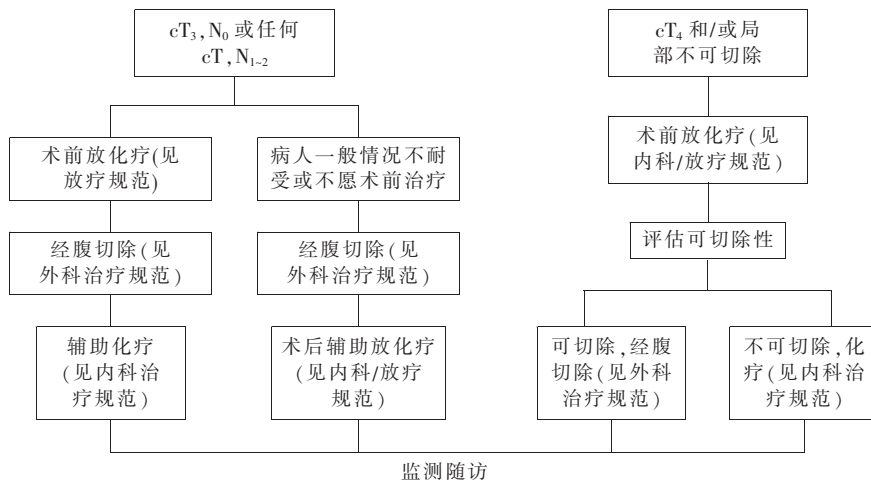 cT₃,N₀ 或任何
cT,N₁~₂
cT₄ 和/或局
部不可切除
术前放化疗(见
放疗规范)
病人一般情况不耐
受或不愿术前治疗
术前放化疗(见
内科/放疗规范)
经腹切除(见
外科治疗规范)
经腹切除(见
外科治疗规范)
评估可切除性
辅助化疗
(见内科治
疗规范)
术后辅助放化疗
(见内科/放疗
规范)
可切除,经腹
切除(见外科
治疗规范)
不可切除,化
疗(见内科治
疗规范)
监测随访